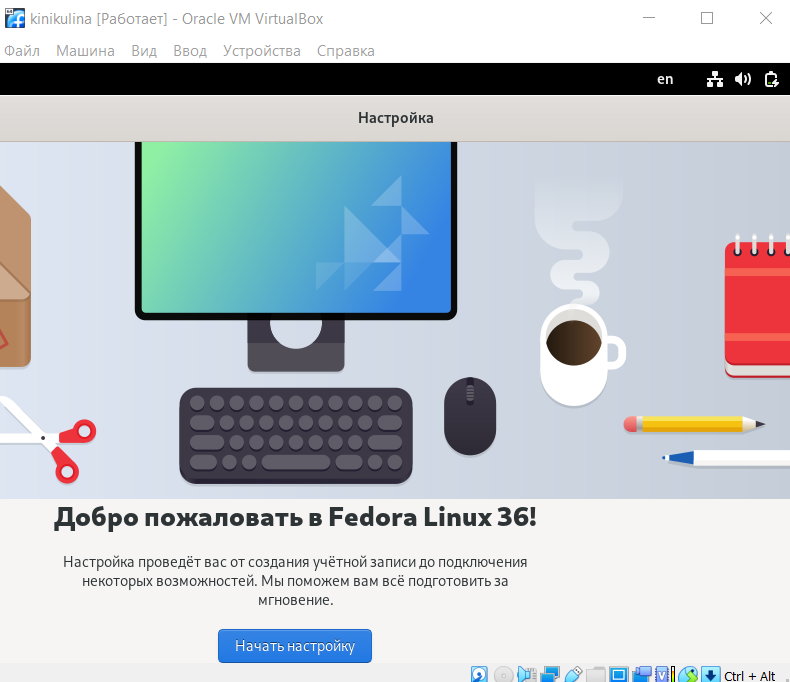 kinikulina [Работает] - Oracle VM VirtualBox
Файл Машина Вид Ввод Устройства Справка
en
Настройка
Добро пожаловать в Fedora Linux 36!
Настройка проведёт вас от создания учётной записи до подключения
некоторых возможностей. Мы поможем вам всё подготовить за
мгновение.
Начать настройку
Ctrl + Alt